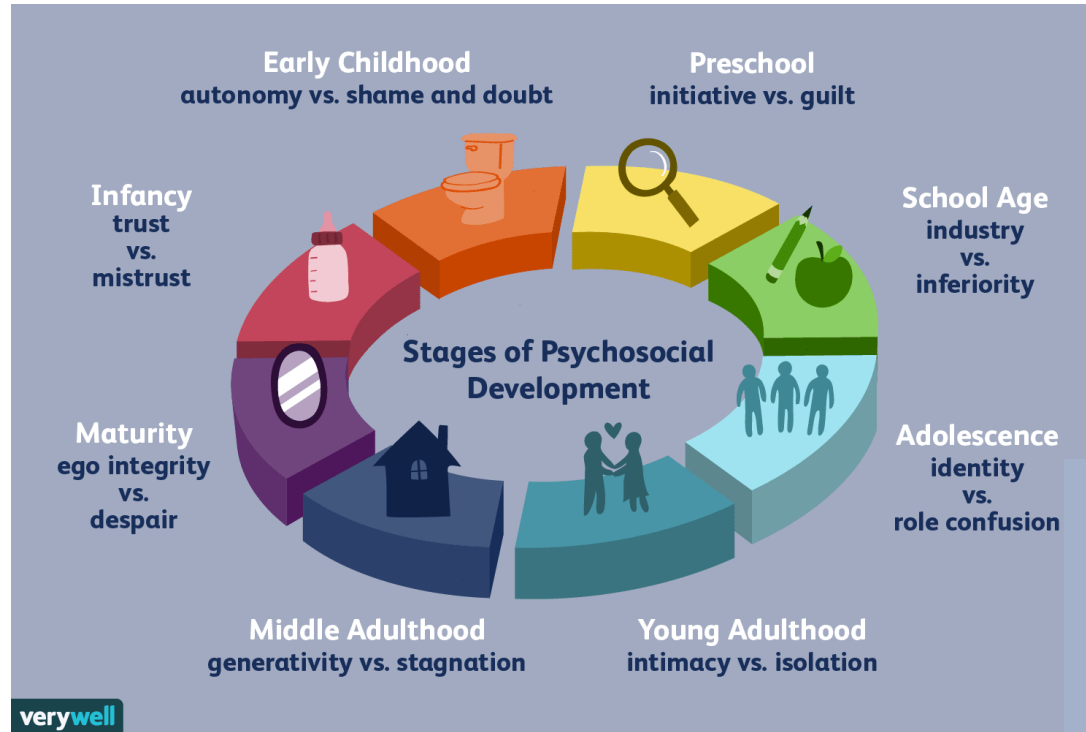 Early Childhood
autonomy vs. shame and doubt
Preschool
initiative vs. guilt
Infancy
trust
vs.
mistrust
School Age
industry
vs.
inferiority
Stages of Psychosocial
Development
Maturity
ego integrity
vs.
despair
Adolescence
identity
vs.
role confusion
Middle Adulthood
generativity vs. stagnation
Young Adulthood
intimacy vs. isolation
verywell